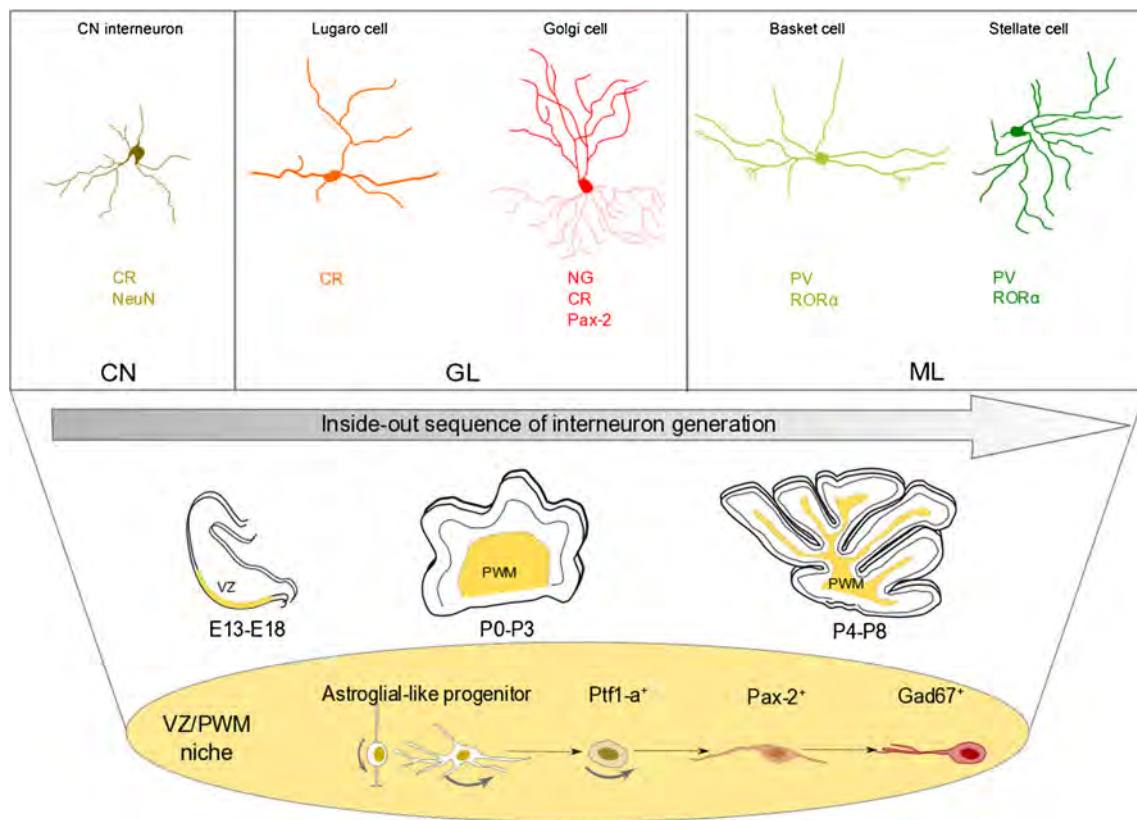 CN interneuron
Lugaro cell
Golgi cell
Basket cell
Stellate cell
CR
NeuN
CR
NG
CR
Pax-2
PV
RORα
PV
RORα
CN
GL
ML
Inside-out sequence of interneuron generation
VZ
PWM
PWM
E13-E18
P0-P3
P4-P8
Astroglial-like progenitor
Ptf1-a⁺
Pax-2⁺
Gad67⁺
VZ/PWM
niche